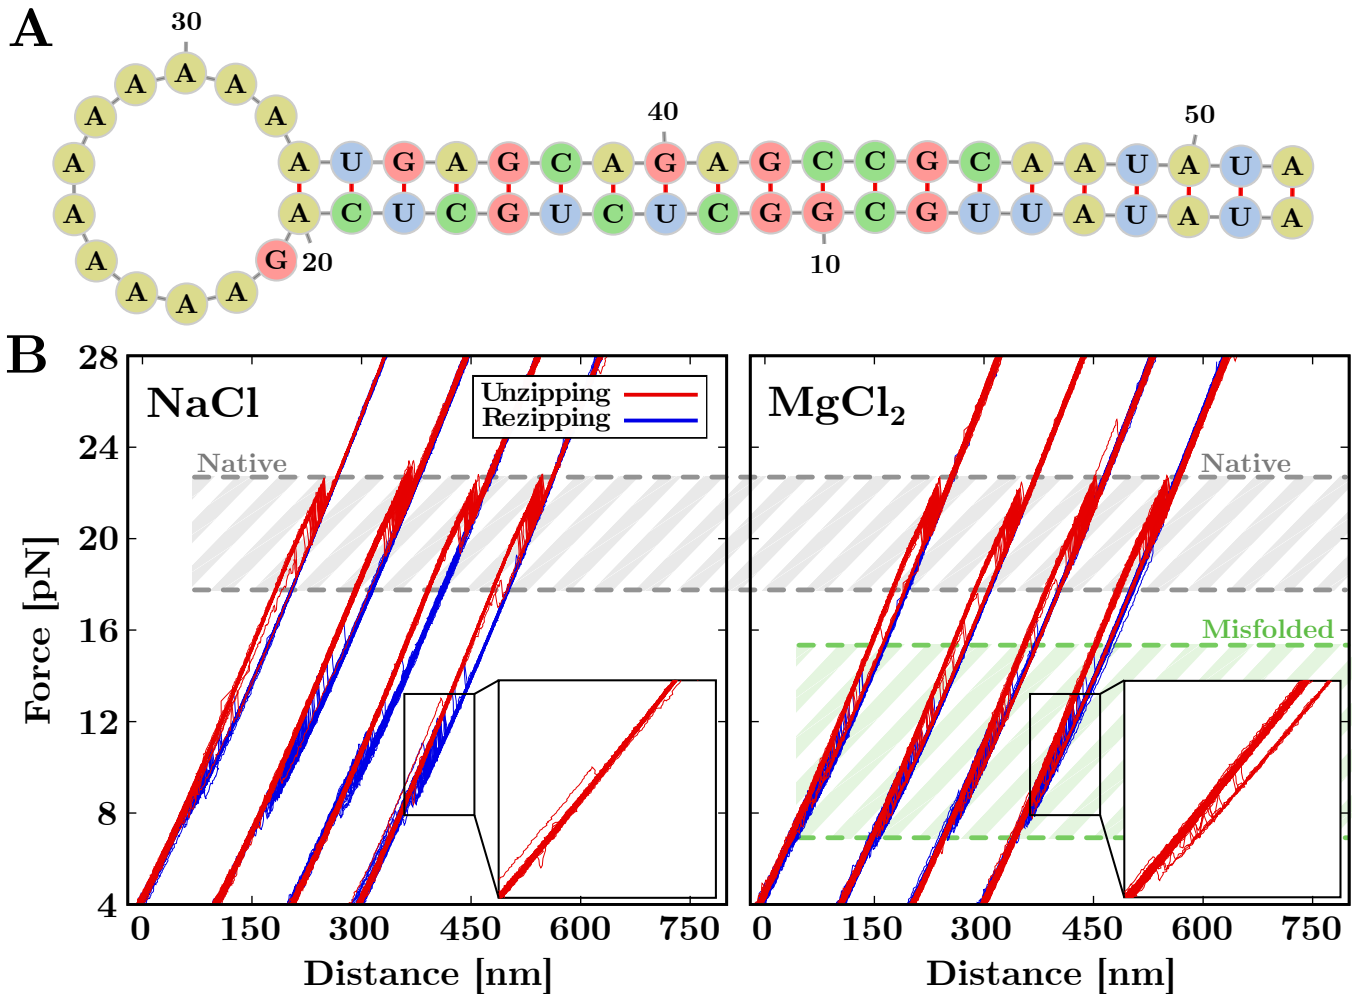 A
30
A A A
A A
40
50
A A U G A G C A G A G C C G C A A U A U A
A A C U C G U C U C G G C G U U A U A U A
A G
20
10
A A A
B
NaCl
Unzipping
Rezipping
Native
28
24
20
16
12
8
4
Force [pN]
0 150 300 450 600 750
Distance [nm]
MgCl₂
Native
Misfolded
0 150 300 450 600 750
Distance [nm]